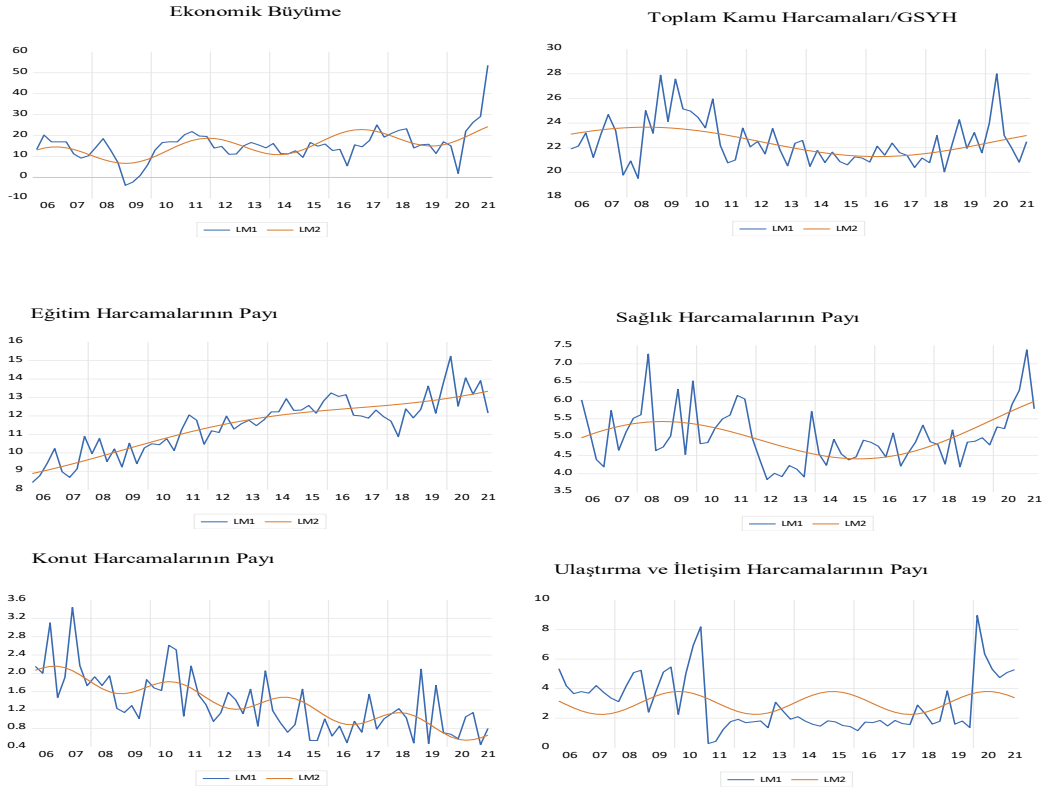 Ekonomik Büyüme
60
50
40
30
20
10
0
-10
06 07 08 09 10 11 12 13 14 15 16 17 18 19 20 21
LM1 LM2
Toplam Kamu Harcamaları/GSYH
30
28
26
24
22
20
18
06 07 08 09 10 11 12 13 14 15 16 17 18 19 20 21
LM1 LM2
Eğitim Harcamalarının Payı
16
15
14
13
12
11
10
9
8
06 07 08 09 10 11 12 13 14 15 16 17 18 19 20 21
LM1 LM2
Sağlık Harcamalarının Payı
7.5
7.0
6.5
6.0
5.5
5.0
4.5
4.0
3.5
06 07 08 09 10 11 12 13 14 15 16 17 18 19 20 21
LM1 LM2
Konut Harcamalarının Payı
3.6
3.2
2.8
2.4
2.0
1.6
1.2
0.8
0.4
06 07 08 09 10 11 12 13 14 15 16 17 18 19 20 21
LM1 LM2
Ulaştırma ve İletişim Harcamalarının Payı
10
8
6
4
2
0
06 07 08 09 10 11 12 13 14 15 16 17 18 19 20 21
LM1 LM2